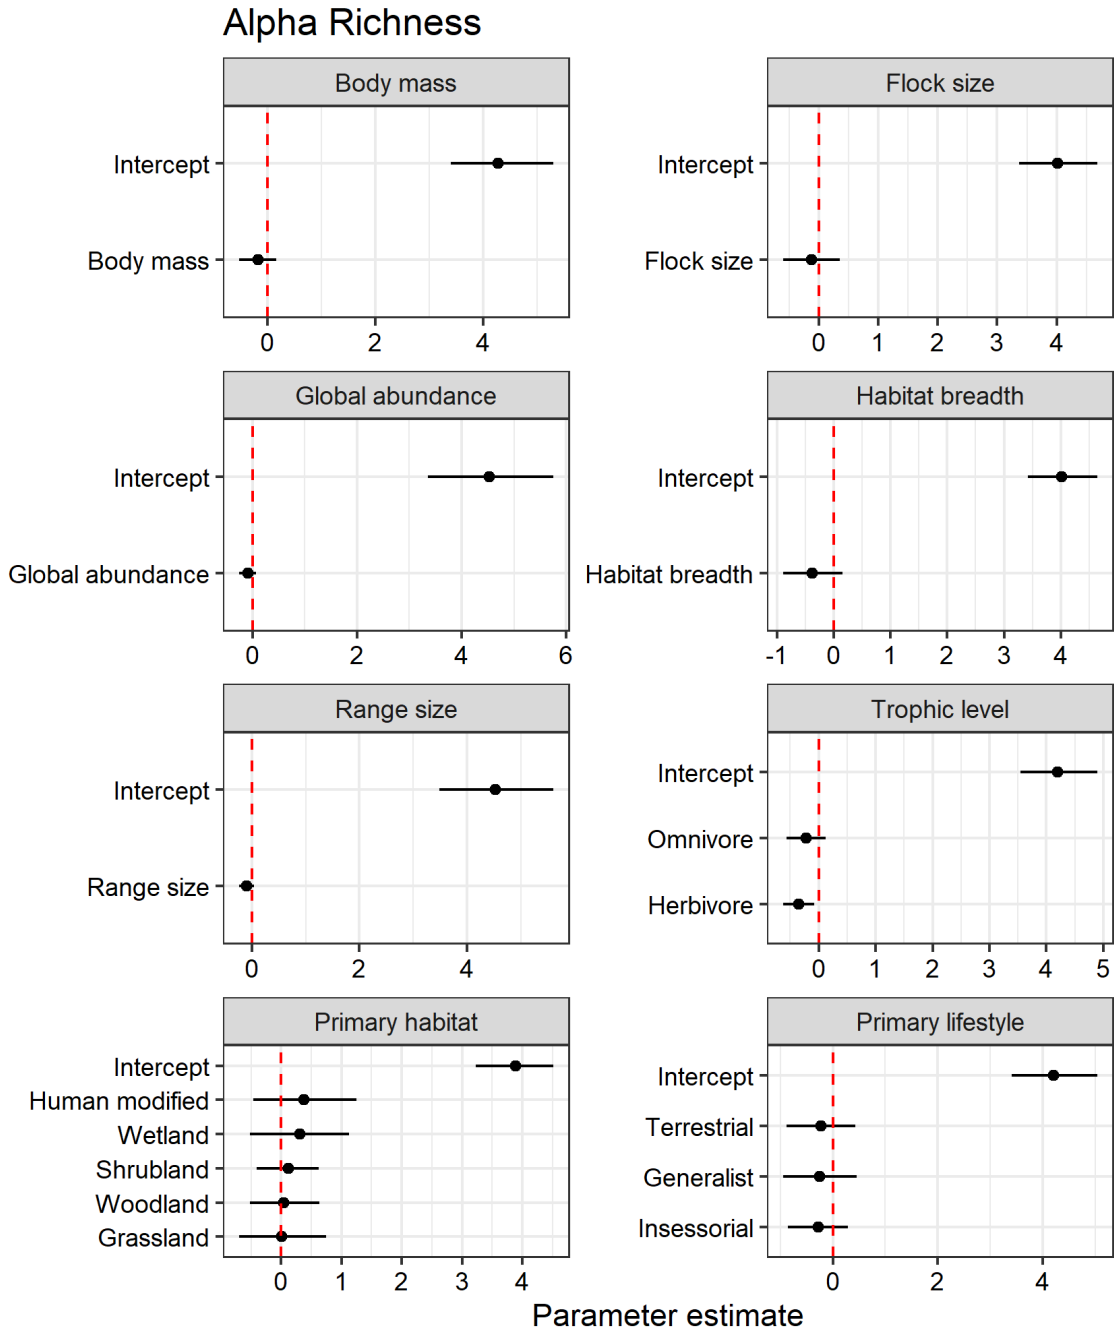 Alpha Richness
Body mass
Intercept
Body mass
0 2 4
Flock size
Intercept
Flock size
0 1 2 3 4
Global abundance
Intercept
Global abundance
0 2 4 6
Habitat breadth
Intercept
Habitat breadth
-1 0 1 2 3 4
Range size
Intercept
Range size
0 2 4
Trophic level
Intercept
Omnivore
Herbivore
0 1 2 3 4 5
Primary habitat
Intercept
Human modified
Wetland
Shrubland
Woodland
Grassland
0 1 2 3 4
Primary lifestyle
Intercept
Terrestrial
Generalist
Insessorial
0 2 4
Parameter estimate